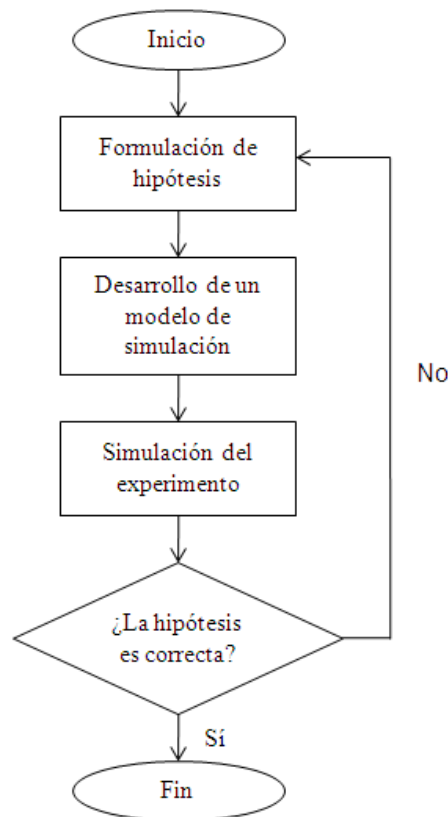 Inicio
Formulación de
hipótesis
Desarrollo de un
modelo de
simulación
No
Simulación del
experimento
¿La hipótesis
es correcta?
Sí
Fin